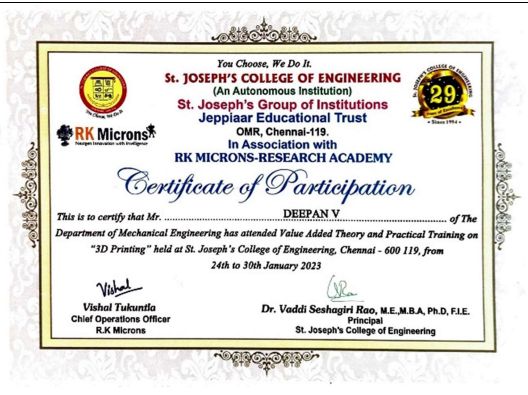 You Choose, We Do It.
St. JOSEPH'S COLLEGE OF ENGINEERING
(An Autonomous Institution)
St. Joseph's Group of Institutions
Jeppiaar Educational Trust
OMR, Chennai-119.
In Association with
RK MICRONS-RESEARCH ACADEMY
RK Microns
29
• Since 1994 •
Certificate of Participation
This is to certify that Mr. DEEPAN V of The
Department of Mechanical Engineering has attended Value Added Theory and Practical Training on
"3D Printing" held at St. Joseph's College of Engineering, Chennai - 600 119, from
24th to 30th January 2023
Vishal
Vishal Tukuntla
Chief Operations Officer
R.K Microns
Dr. Vaddi Seshagiri Rao, M.E.,M.B.A, Ph.D, F.I.E.
Principal
St. Joseph's College of Engineering